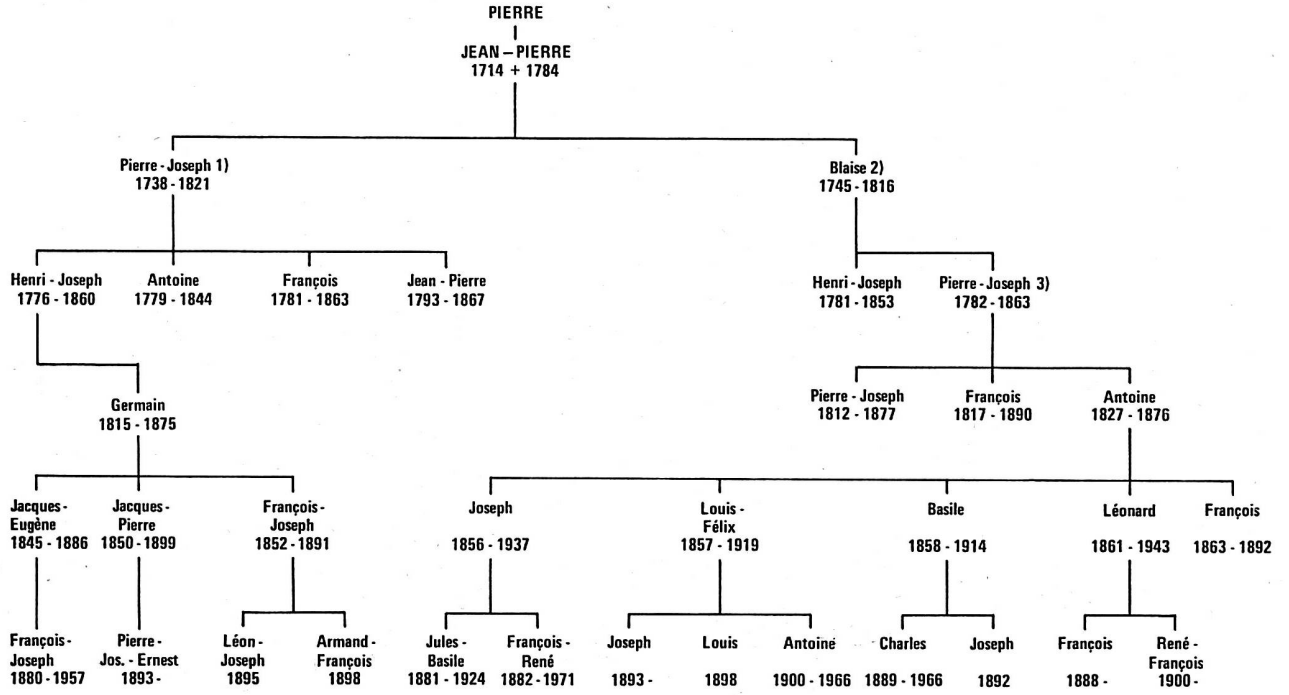 PIERRE
JEAN – PIERRE
1714 + 1784
Pierre - Joseph 1)
1738 - 1821
Blaise 2)
1745 - 1816
Henri - Joseph
1776 - 1860
Antoine
1779 - 1844
François
1781 - 1863
Jean - Pierre
1793 - 1867
Henri - Joseph
1781 - 1853
Pierre - Joseph 3)
1782 - 1863
Germain
1815 - 1875
Pierre - Joseph
1812 - 1877
François
1817 - 1890
Antoine
1827 - 1876
Jacques -
Eugène
1845 - 1886
Jacques -
Pierre
1850 - 1899
François -
Joseph
1852 - 1891
Joseph
1856 - 1937
Louis -
Félix
1857 - 1919
Basile
1858 - 1914
Léonard
1861 - 1943
François
1863 - 1892
François -
Joseph
1880 - 1957
Pierre -
Jos. - Ernest
1893 -
Léon -
Joseph
1895
Armand -
François
1898
Jules -
Basile
1881 - 1924
François -
René
1882 - 1971
Joseph
1893 -
Louis
1898
Antoine
1900 - 1966
Charles
1889 - 1966
Joseph
1892
François
1888 -
René -
François
1900 -